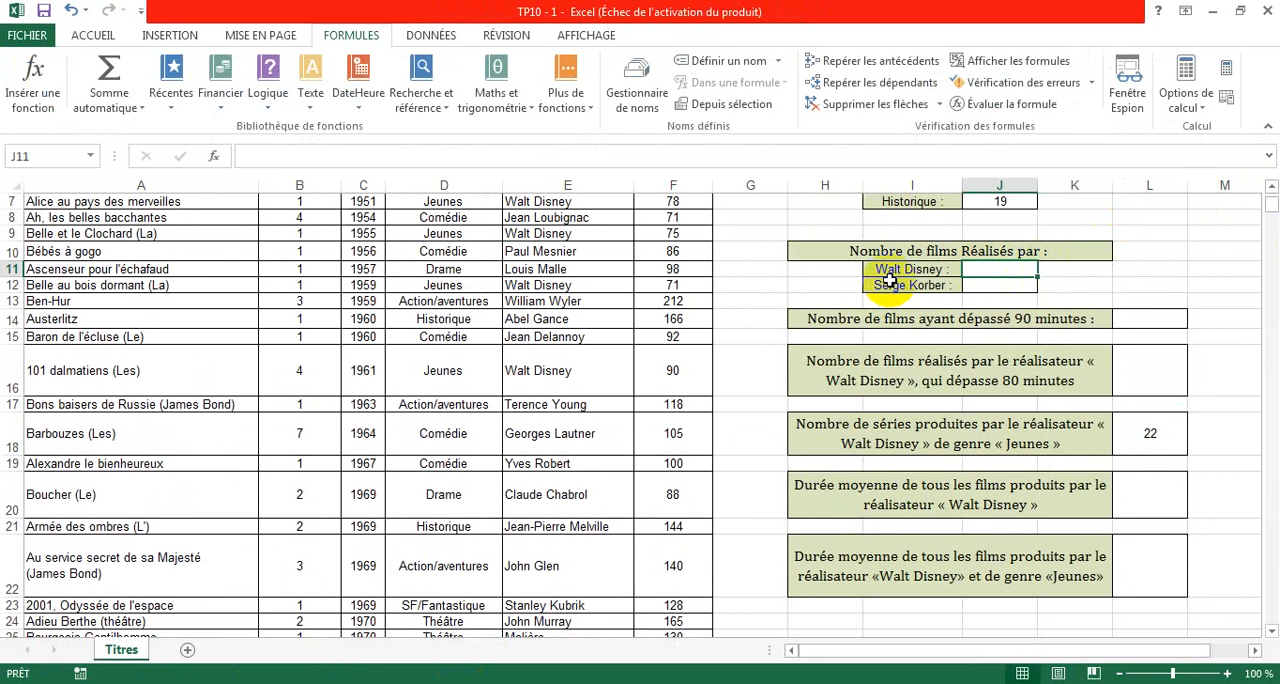 TP10 - 1 - Excel (Échec de l'activation du produit)
FICHIER ACCUEIL INSERTION MISE EN PAGE FORMULES DONNÉES RÉVISION AFFICHAGE
Insérer une fonction
Somme automatique
Récentes
Financier
Logique
Texte
DateHeure
Recherche et référence
Maths et trigonométrie
Plus de fonctions
Bibliothèque de fonctions
Gestionnaire de noms
Définir un nom
Dans une formule
Depuis sélection
Noms définis
Repérer les antécédents
Repérer les dépendants
Supprimer les flèches
Afficher les formules
Vérification des erreurs
Évaluer la formule
Vérification des formules
Fenêtre Espion
Options de calcul
Calcul
J11 fx
A B C D E F G H I J K L M
7 Alice au pays des merveilles 1 1951 Jeunes Walt Disney 78 Historique : 19
8 Ah, les belles bacchantes 4 1954 Comédie Jean Loubignac 71
9 Belle et le Clochard (La) 1 1955 Jeunes Walt Disney 75
10 Bébés à gogo 1 1956 Comédie Paul Mesnier 86 Nombre de films Réalisés par :
11 Ascenseur pour l'échafaud 1 1957 Drame Louis Malle 98 Walt Disney :
12 Belle au bois dormant (La) 1 1959 Jeunes Walt Disney 71 Serge Korber :
13 Ben-Hur 3 1959 Action/aventures William Wyler 212
14 Austerlitz 1 1960 Historique Abel Gance 166 Nombre de films ayant dépassé 90 minutes :
15 Baron de l'écluse (Le) 1 1960 Comédie Jean Delannoy 92
16 101 dalmatiens (Les) 4 1961 Jeunes Walt Disney 90
Nombre de films réalisés par le réalisateur «
Walt Disney », qui dépasse 80 minutes
17 Bons baisers de Russie (James Bond) 1 1963 Action/aventures Terence Young 118
18 Barbouzes (Les) 7 1964 Comédie Georges Lautner 105
Nombre de séries produites par le réalisateur «
Walt Disney » de genre « Jeunes »
22
19 Alexandre le bienheureux 1 1967 Comédie Yves Robert 100
20 Boucher (Le) 2 1969 Drame Claude Chabrol 88
Durée moyenne de tous les films produits par le
réalisateur « Walt Disney »
21 Armée des ombres (L') 2 1969 Historique Jean-Pierre Melville 144
22 Au service secret de sa Majesté
(James Bond) 3 1969 Action/aventures John Glen 140
Durée moyenne de tous les films produits par le
réalisateur «Walt Disney» et de genre «Jeunes»
23 2001, Odyssée de l'espace 1 1969 SF/Fantastique Stanley Kubrik 128
24 Adieu Berthe (théâtre) 2 1970 Théâtre John Murray 165
25 Bourgeois Gentilhomme 1 1970 Théâtre Molière 130
Titres
PRÊT
100 %